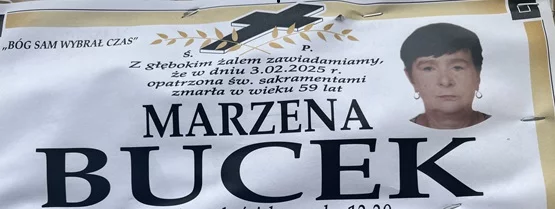 „BÓG SAM WYBRAŁ CZAS"
Ś. P.
Z głębokim żalem zawiadamiamy,
że w dniu 3.02.2025 r.
opatrzona św. sakramentami
zmarła w wieku 59 lat
MARZENA
BUCEK